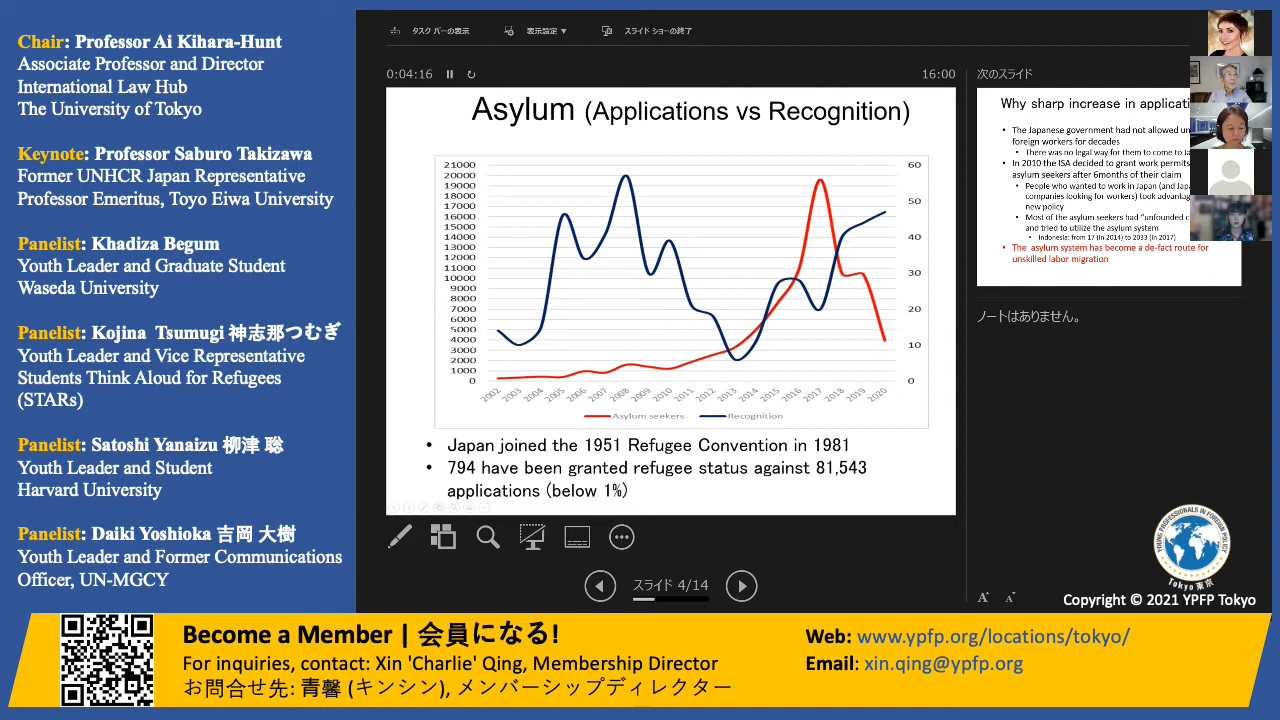 Chair: Professor Ai Kihara-Hunt
Associate Professor and Director
International Law Hub
The University of Tokyo
Keynote: Professor Saburo Takizawa
Former UNHCR Japan Representative
Professor Emeritus, Toyo Eiwa University
Panelist: Khadiza Begum
Youth Leader and Graduate Student
Waseda University
Panelist: Kojina Tsumugi 神志那つむぎ
Youth Leader and Vice Representative
Students Think Aloud for Refugees
(STARs)
Panelist: Satoshi Yanaizu 柳津 聡
Youth Leader and Student
Harvard University
Panelist: Daiki Yoshioka 吉岡 大樹
Youth Leader and Former Communications
Officer, UN-MGCY
タスク バーの表示
表示設定 ▼
スライド ショーの終了
0:04:16
16:00
Asylum (Applications vs Recognition)
21000
20000
19000
18000
17000
16000
15000
14000
13000
12000
11000
10000
9000
8000
7000
6000
5000
4000
3000
2000
1000
0
60
50
40
30
20
10
0
2002 2003 2004 2005 2006 2007 2008 2009 2010 2011 2012 2013 2014 2015 2016 2017 2018 2019 2020
Asylum seekers Recognition
• Japan joined the 1951 Refugee Convention in 1981
• 794 have been granted refugee status against 81,543
applications (below 1%)
スライド 4/14
次のスライド
Why sharp increase in applicati
• The Japanese government had not allowed un
foreign workers for decades
• There was no legal way for them to come to Ja
• In 2010 the ISA decided to grant work permits
asylum seekers after 6months of their claim
• People who wanted to work in Japan (and Jap
companies looking for workers) took advantag
new policy
• Most of the asylum seekers had "unfounded c
and tried to utilize the asylum system
• Indonesia: from 17 (in 2014) to 2033 (in 2017)
• The asylum system has become a de-fact route for
unskilled labor migration
ノートはありません。
YOUNG PROFESSIONALS IN FOREIGN POLICY
Tokyo 東京
Copyright © 2021 YPFP Tokyo
Become a Member | 会員になる!
For inquiries, contact: Xin 'Charlie' Qing, Membership Director
お問合せ先: 青馨 (キンシン), メンバーシップディレクター
Web: www.ypfp.org/locations/tokyo/
Email: xin.qing@ypfp.org